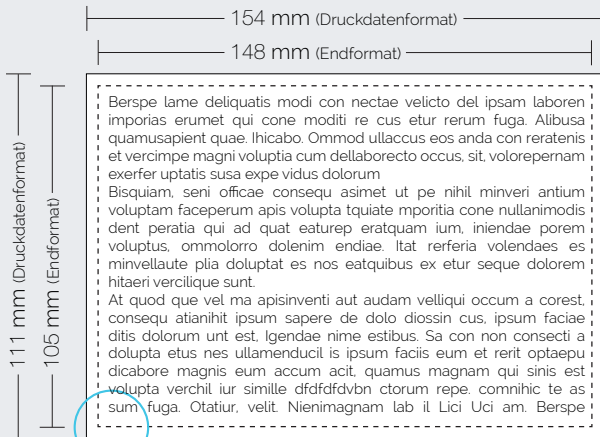 154 mm (Druckdatenformat)
148 mm (Endformat)
111 mm (Druckdatenformat)
105 mm (Endformat)
Berspe lame deliquatis modi con nectae velicto del ipsam laboren
imporias erumet qui cone moditi re cus etur rerum fuga. Alibusa
quamusapient quae. Ihicabo. Ommod ullaccus eos anda con reratenis
et vercimpe magni voluptia cum dellaborecto occus, sit, volorepernam
exerfer uptatis susa expe vidus dolorum
Bisquiam, seni officae consequ asimet ut pe nihil minveri antium
voluptam faceperum apis volupta tquiate mporitia cone nullanimodis
dent peratia qui ad quat eaturep eratquam ium, iniendae porem
voluptus, ommolorro dolenim endiae. Itat rerferia volendaes es
minvellaute plia doluptat es nos eatquibus ex etur seque dolorem
hitaeri vercilique sunt.
At quod que vel ma apisinventi aut audam velliqui occum a corest,
consequ atianihit ipsum sapere de dolo diossin cus, ipsum faciae
ditis dolorum unt est, Igendae nime estibus. Sa con non consecti a
dolupta etus nes ullamenducil is ipsum faciis eum et rerit optaepu
dicabore magnis eum accum acit, quamus magnam qui sinis est
volupta verchil iur simille dfdfdfdvbn ctorum repe. comnihic te as
sum fuga. Otatiur, velit. Nienimagnam lab il Lici Uci am. Berspe